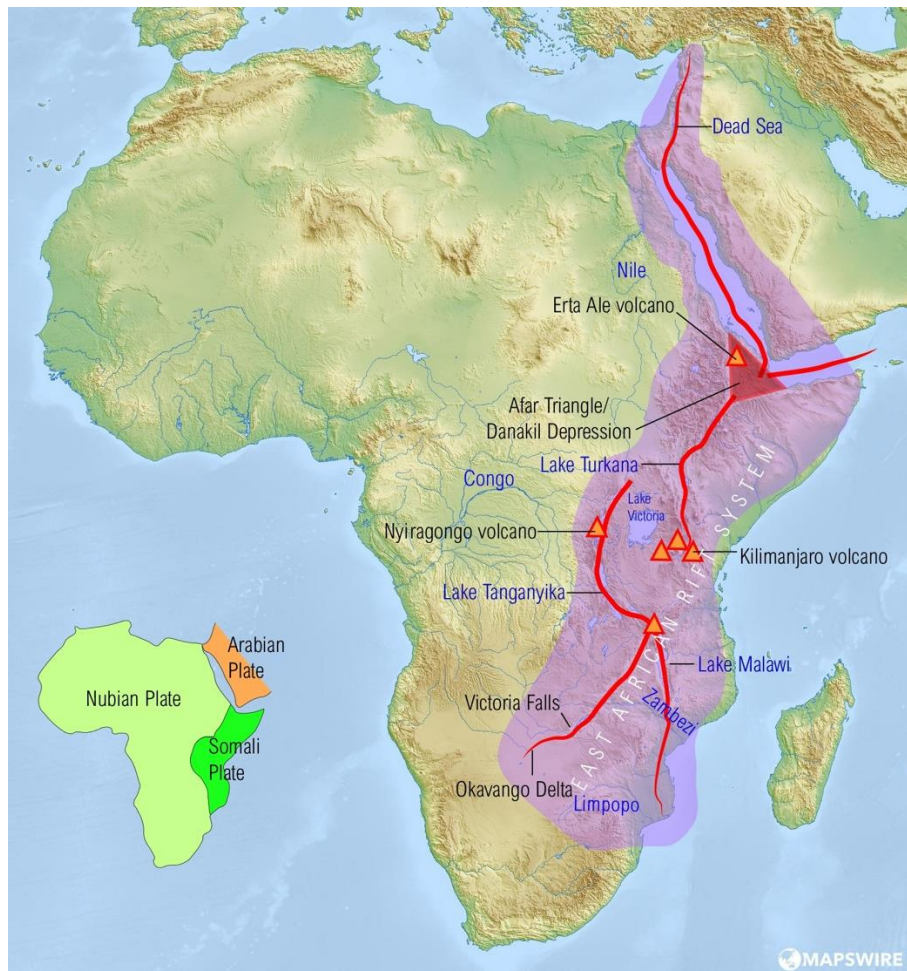 Dead Sea
Nile
Erta Ale volcano
Afar Triangle/
Danakil Depression
Lake Turkana
Congo
Lake
Victoria
Nyiragongo volcano
Kilimanjaro volcano
Lake Tanganyika
EAST AFRICAN RIFT SYSTEM
Arabian
Plate
Nubian Plate
Somali
Plate
Lake Malawi
Victoria Falls
Zambezi
Okavango Delta
Limpopo
MAPSWIRE